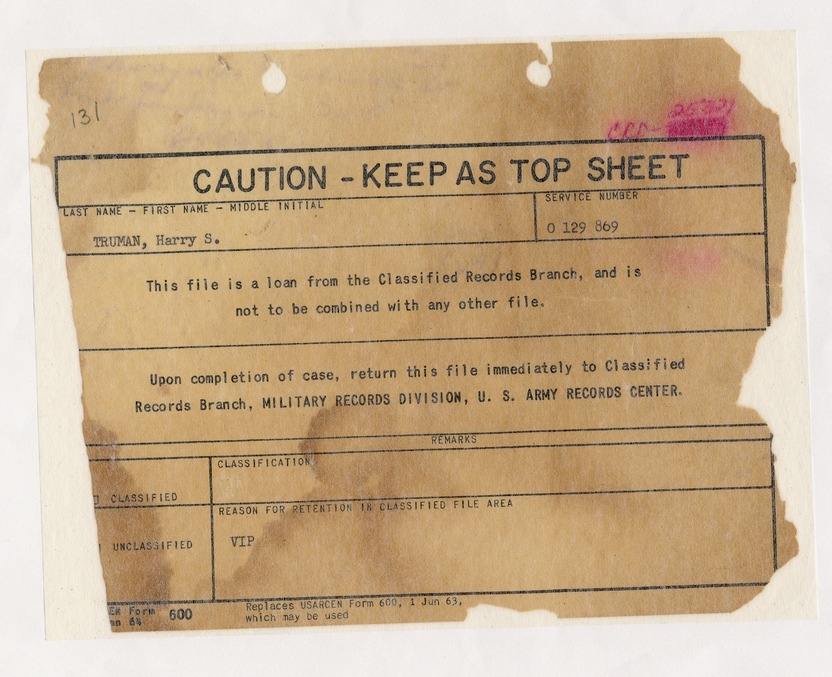 131
CAUTION - KEEP AS TOP SHEET
LAST NAME - FIRST NAME - MIDDLE INITIAL
SERVICE NUMBER
TRUMAN, Harry S.
O 129 869
This file is a loan from the Classified Records Branch, and is
not to be combined with any other file.
Upon completion of case, return this file immediately to Classified
Records Branch, MILITARY RECORDS DIVISION, U. S. ARMY RECORDS CENTER.
REMARKS
CLASSIFICATION
CLASSIFIED
REASON FOR RETENTION IN CLASSIFIED FILE AREA
UNCLASSIFIED
VIP
Form 600
Replaces USARCEN Form 600, 1 Jun 63,
which may be used